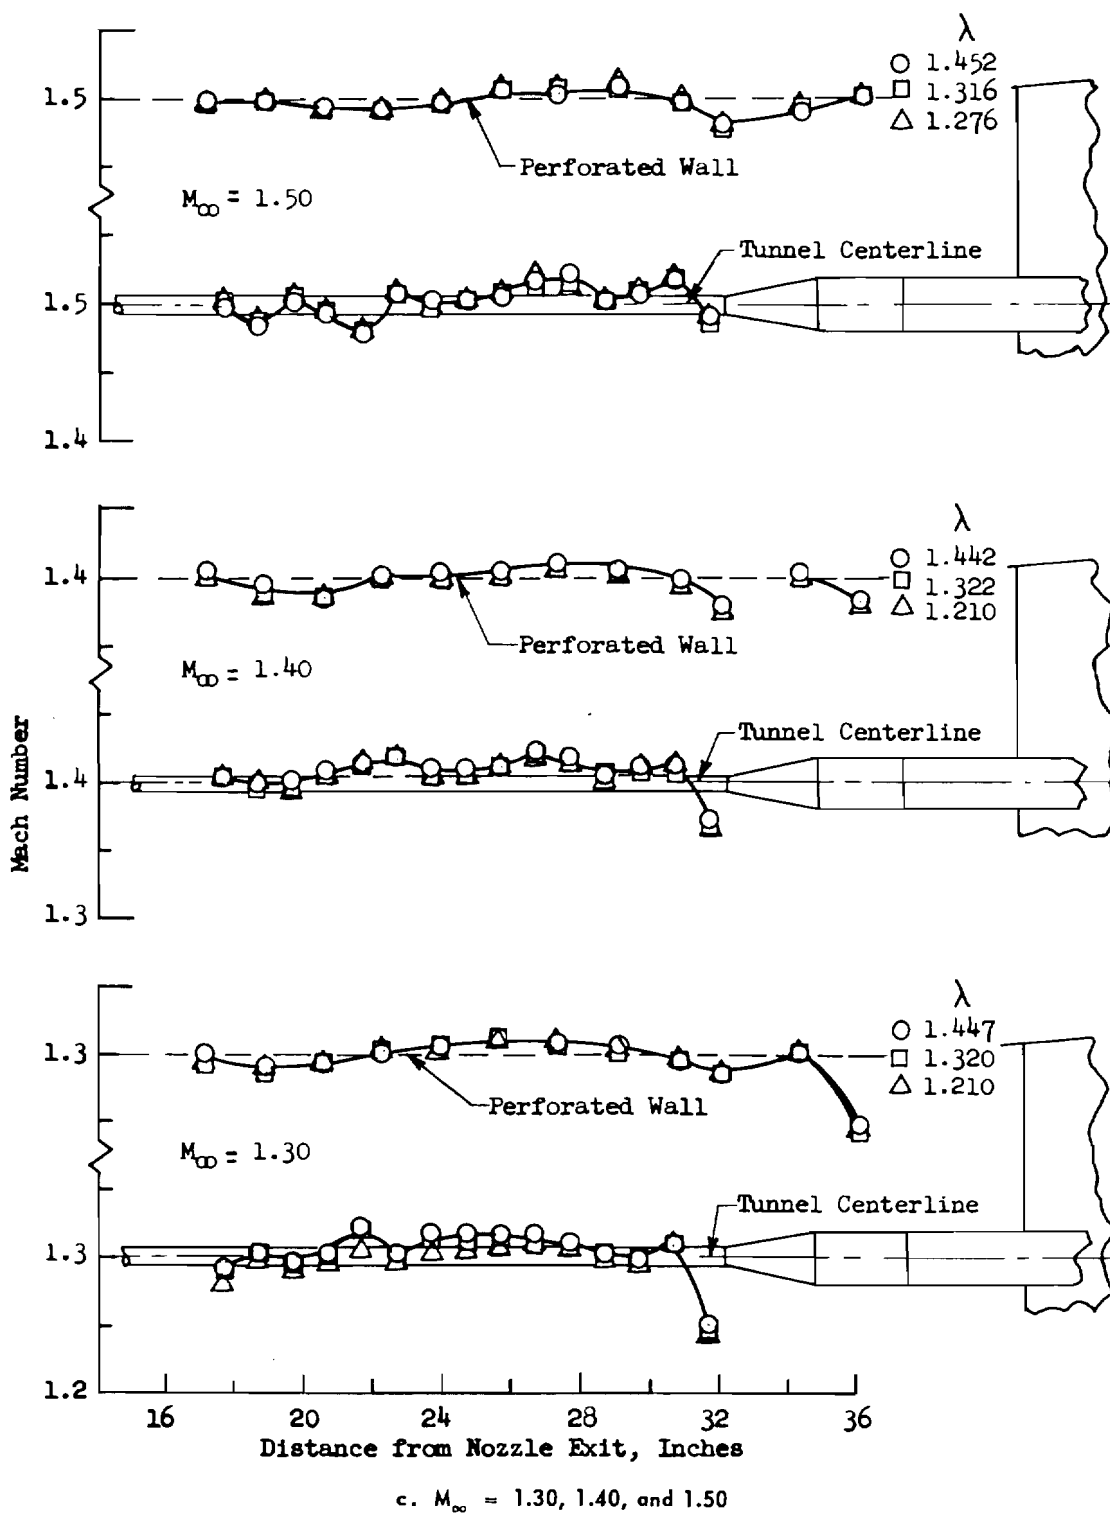 λ
1.5
○ 1.452
□ 1.316
△ 1.276
Perforated Wall
M∞ = 1.50
Tunnel Centerline
1.5
1.4
λ
1.4
○ 1.442
□ 1.322
△ 1.210
Perforated Wall
M∞ = 1.40
Tunnel Centerline
1.4
1.3
Mach Number
λ
1.3
○ 1.447
□ 1.320
△ 1.210
Perforated Wall
M∞ = 1.30
Tunnel Centerline
1.3
1.2
16 20 24 28 32 36
Distance from Nozzle Exit, Inches
c. M∞ = 1.30, 1.40, and 1.50